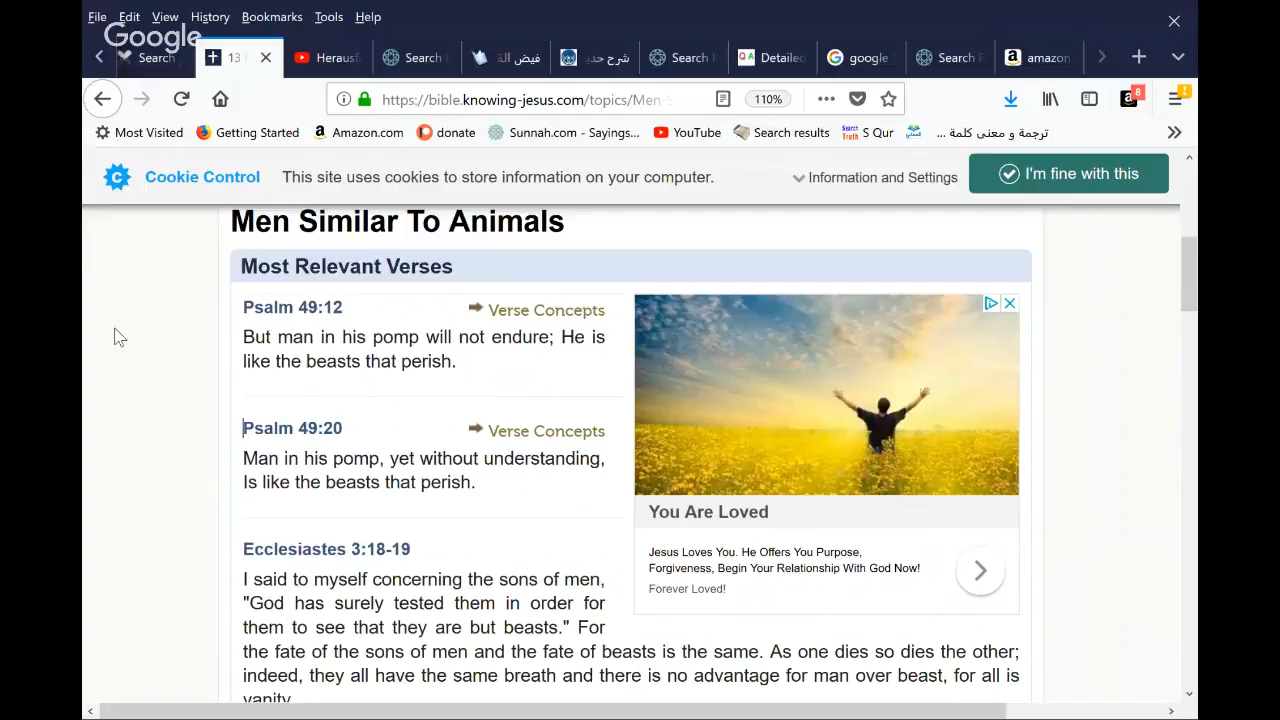 File Edit View History Bookmarks Tools Help
Google
Search
13
Herausf
Search
فيض الق
شرح حدي
Search
Detailed
google
Search
amazon
https://bible.knowing-jesus.com/topics/Men-S
110%
8
Most Visited Getting Started Amazon.com donate Sunnah.com - Sayings... YouTube Search results S Qur ترجمة و معنى كلمة ...
Cookie Control This site uses cookies to store information on your computer. Information and Settings I'm fine with this
Men Similar To Animals
Most Relevant Verses
Psalm 49:12 Verse Concepts
But man in his pomp will not endure; He is
like the beasts that perish.
Psalm 49:20 Verse Concepts
Man in his pomp, yet without understanding,
Is like the beasts that perish.
You Are Loved
Jesus Loves You. He Offers You Purpose,
Forgiveness, Begin Your Relationship With God Now!
Forever Loved!
Ecclesiastes 3:18-19
I said to myself concerning the sons of men,
"God has surely tested them in order for
them to see that they are but beasts." For
the fate of the sons of men and the fate of beasts is the same. As one dies so dies the other;
indeed, they all have the same breath and there is no advantage for man over beast, for all is
vanity